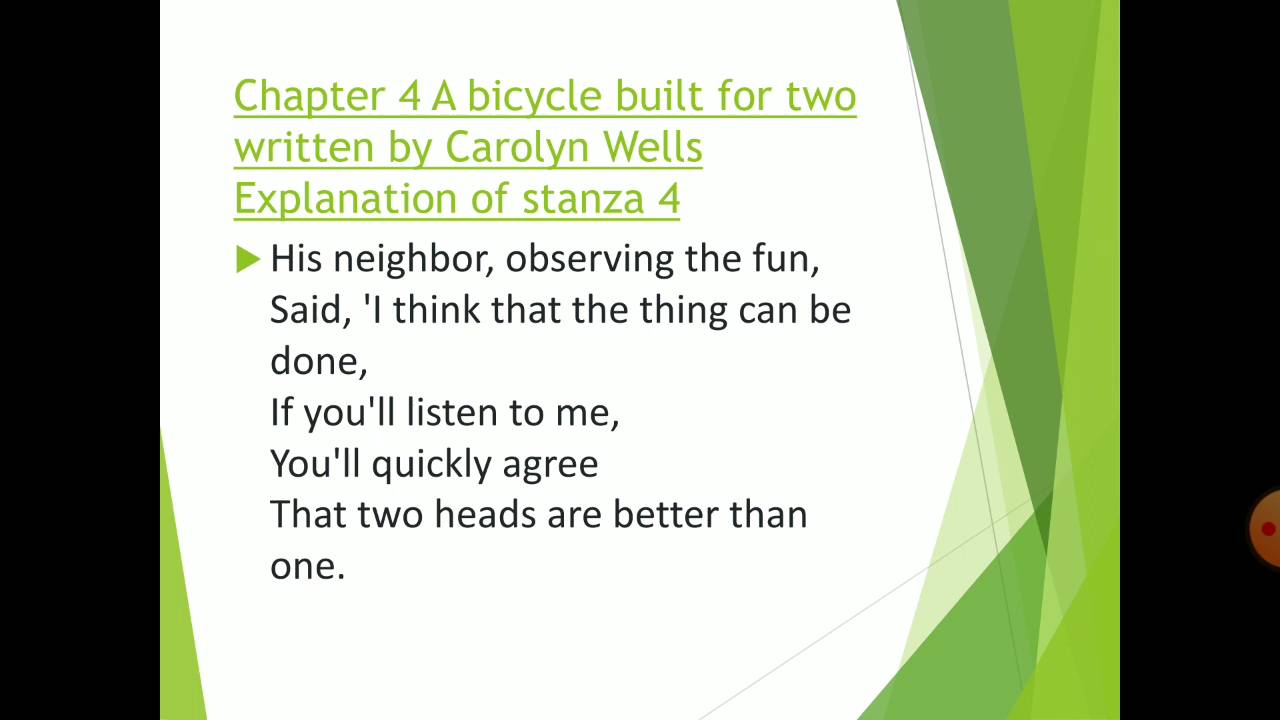 Chapter 4 A bicycle built for two
written by Carolyn Wells
Explanation of stanza 4
His neighbor, observing the fun,
Said, 'I think that the thing can be
done,
If you'll listen to me,
You'll quickly agree
That two heads are better than
one.